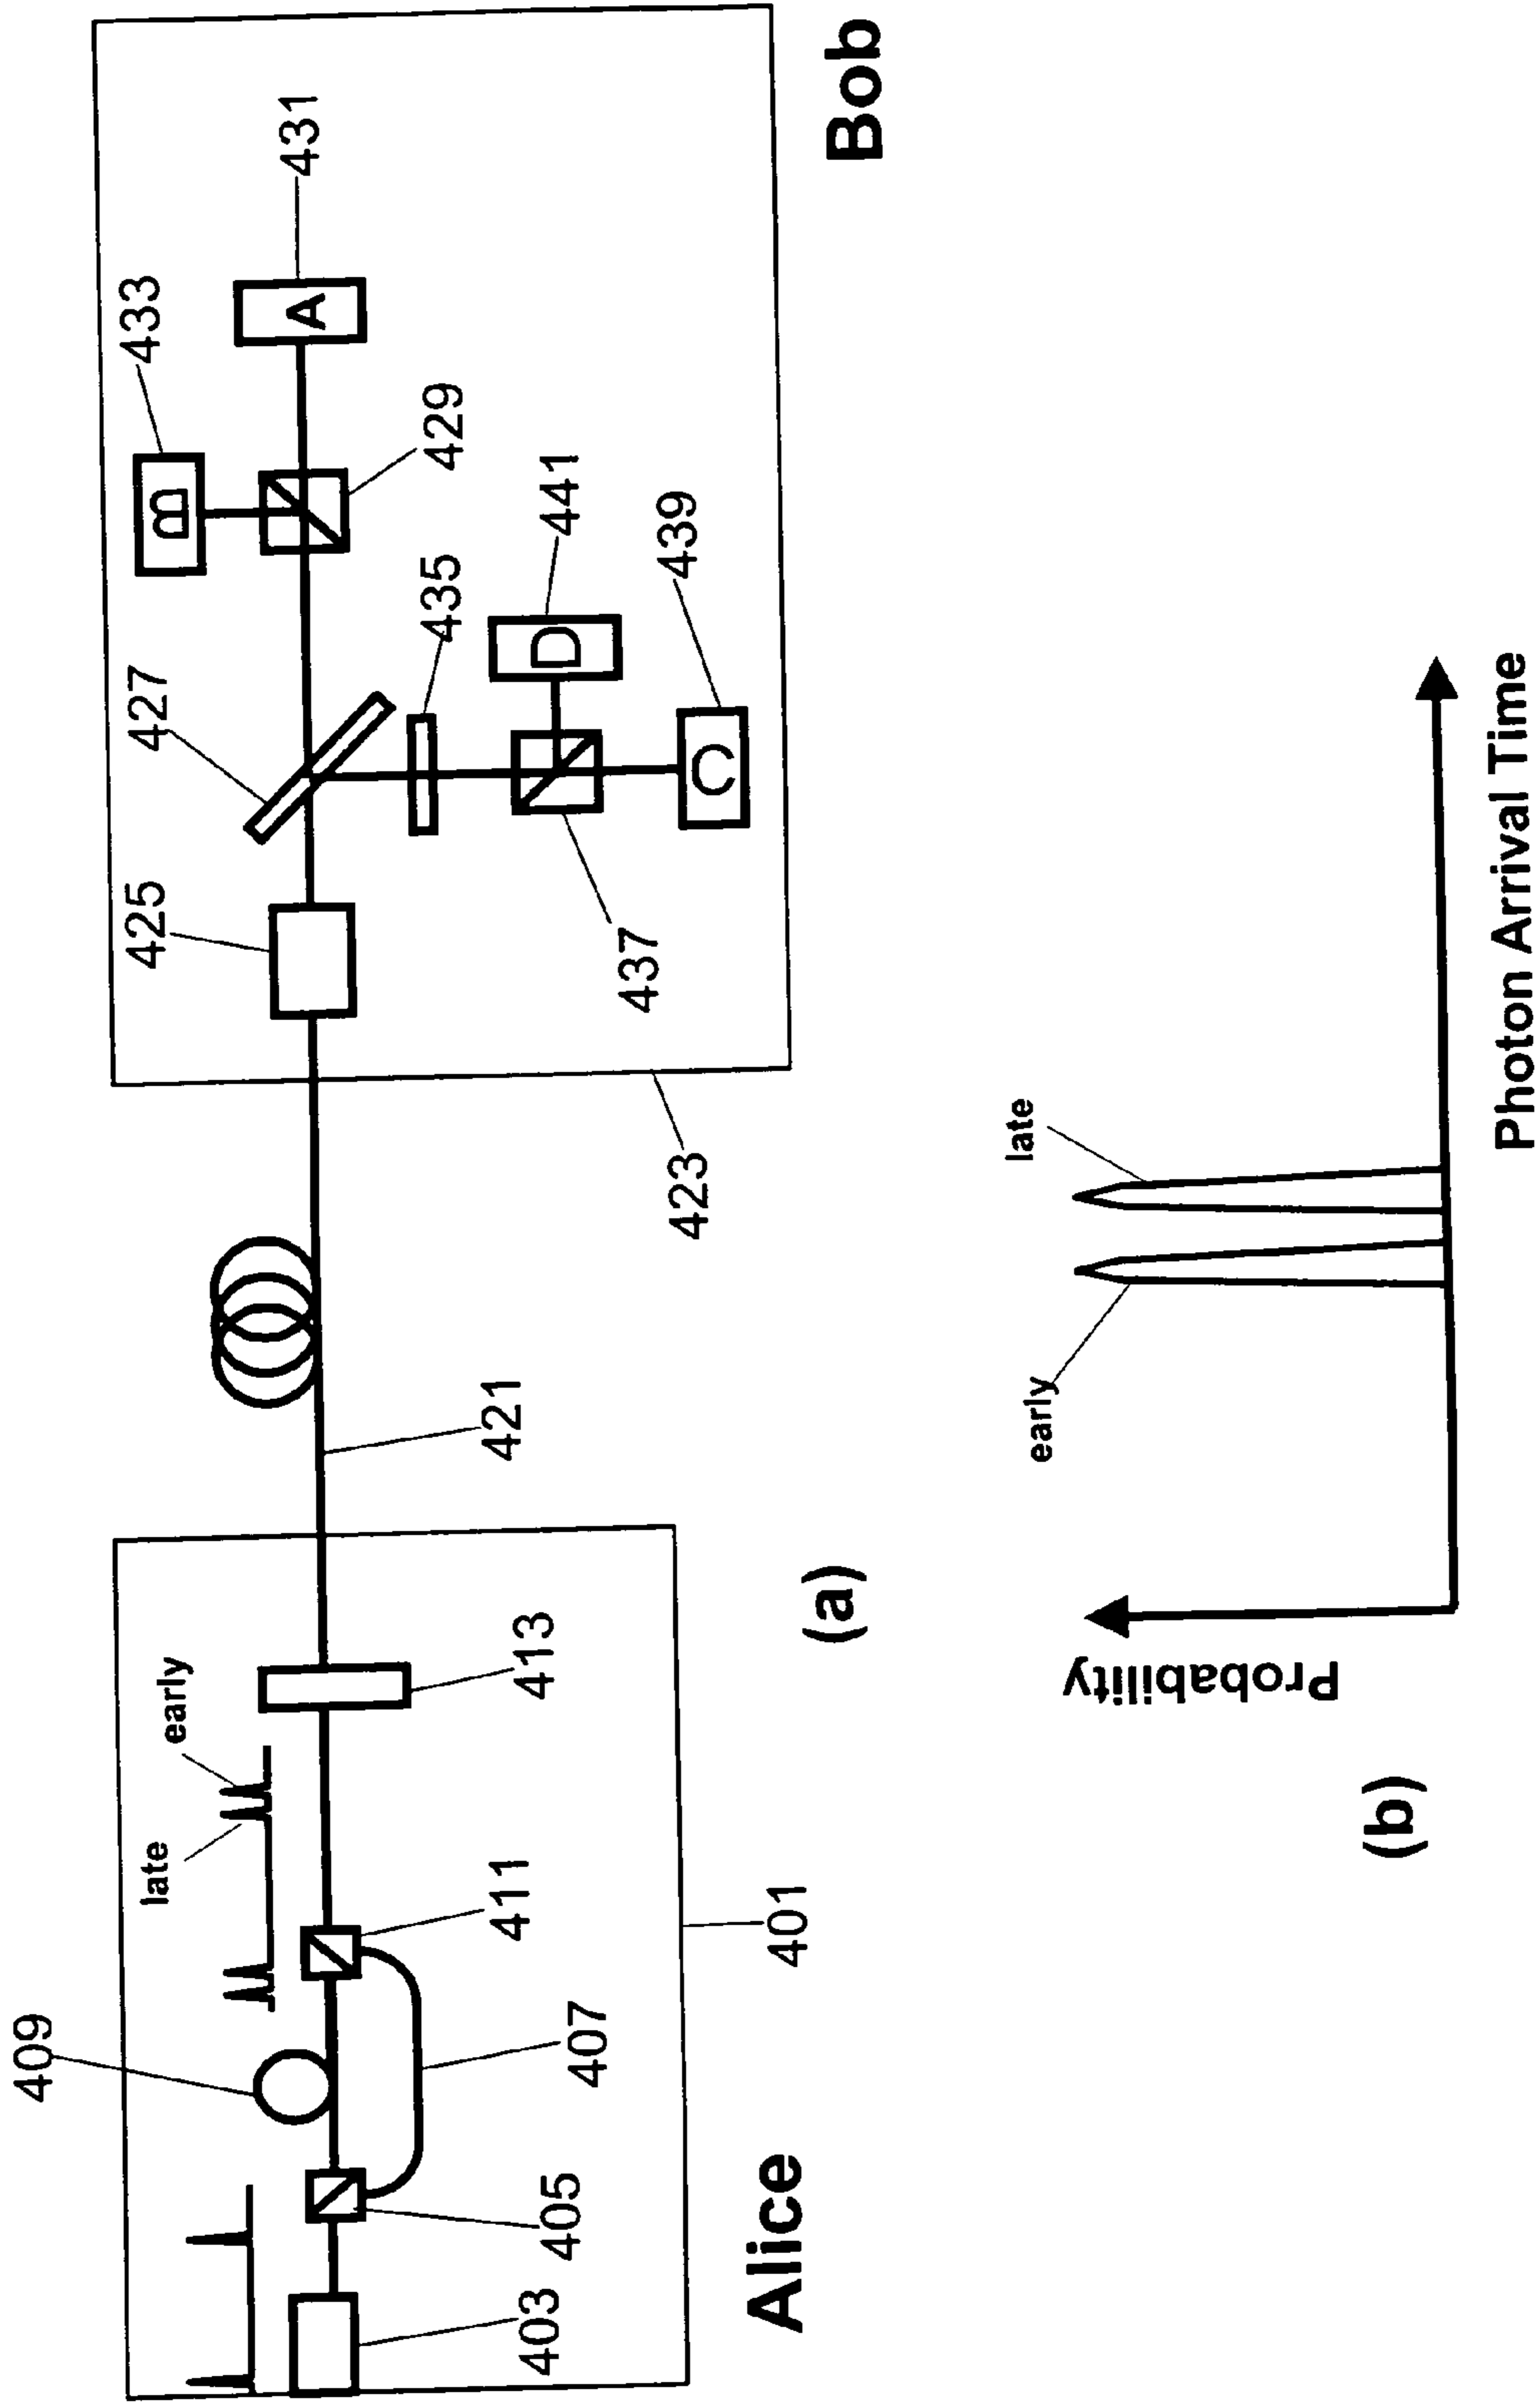 409
late
early
403
405
407
411
413
401
Alice
(a)
421
423
425
427
433
B
A
431
429
435
D
441
C
439
437
Bob
(b)
Probability
early
late
Photon Arrival Time